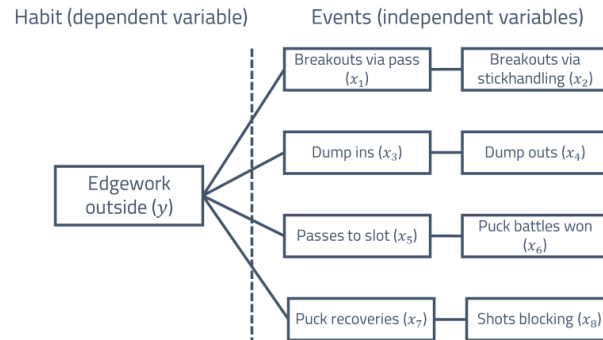 Habit (dependent variable)
Events (independent variables)
Breakouts via pass
(x₁)
Breakouts via
stickhandling (x₂)
Dump ins (x₃)
Dump outs (x₄)
Edgework
outside (y)
Passes to slot (x₅)
Puck battles won
(x₆)
Puck recoveries (x₇)
Shots blocking (x₈)